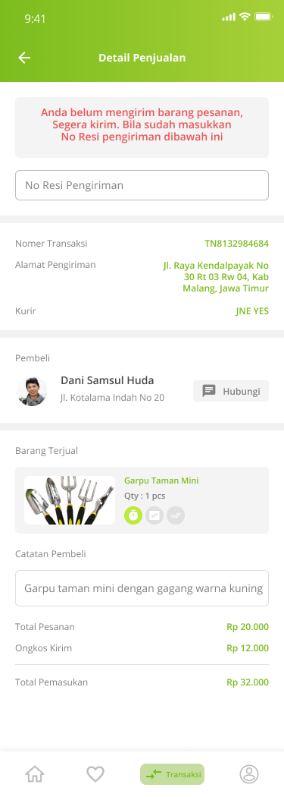 9:41
Detail Penjualan
Anda belum mengirim barang pesanan,
Segera kirim. Bila sudah masukkan
No Resi pengiriman dibawah ini
No Resi Pengiriman
Nomer Transaksi TN8132984684
Alamat Pengiriman Jl. Raya Kendalpayak No
30 Rt 03 Rw 04, Kab
Malang, Jawa Timur
Kurir JNE YES
Pembeli
Dani Samsul Huda
Jl. Kotalama Indah No 20
Hubungi
Barang Terjual
Garpu Taman Mini
Qty : 1 pcs
Catatan Pembeli
Garpu taman mini dengan gagang warna kuning
Total Pesanan Rp 20.000
Ongkos Kirim Rp 12.000
Total Pemasukan Rp 32.000
Transaksi